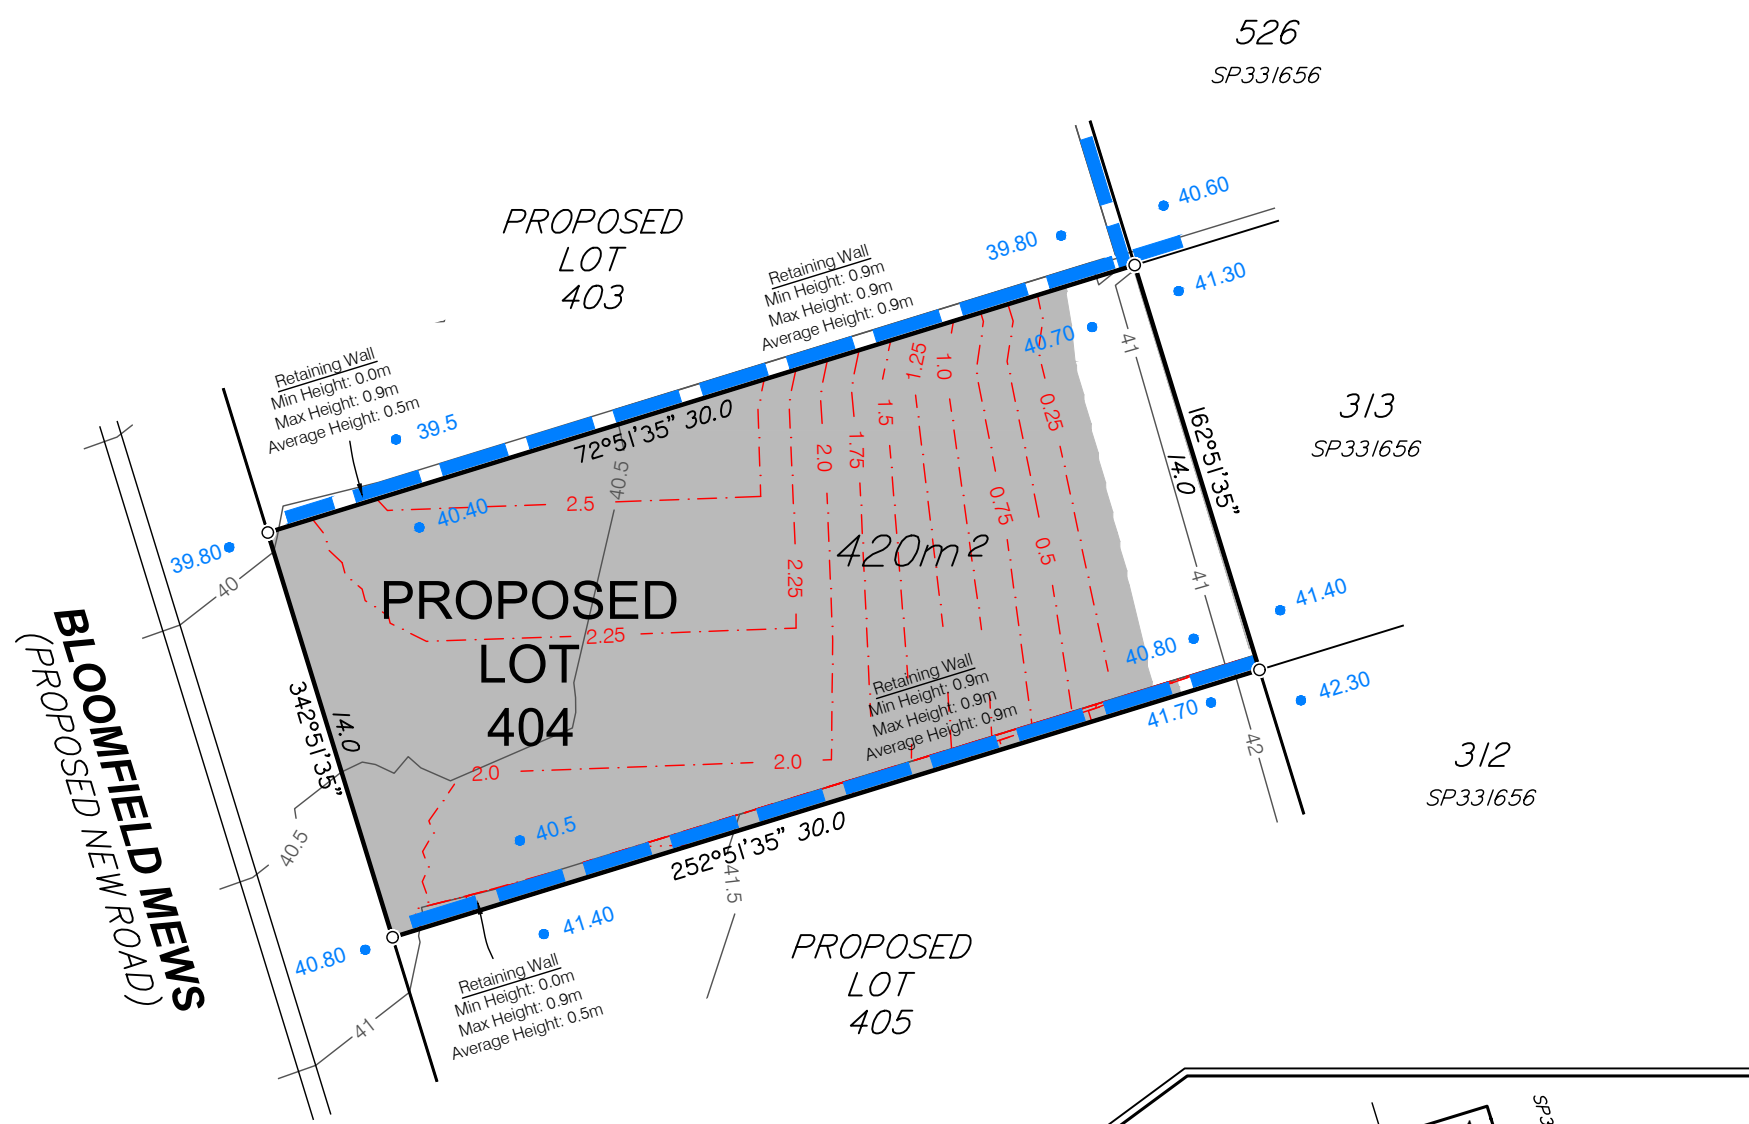 526
SP331656
PROPOSED
LOT
403
Retaining Wall
Min Height: 0.9m
Max Height: 0.9m
Average Height: 0.9m
39.80
40.60
41.30
Retaining Wall
Min Height: 0.0m
Max Height: 0.9m
Average Height: 0.5m
39.5
72°51'35" 30.0
40.70
41
313
SP331656
162°51'35"
14.0
40.40
2.5
40.5
2.0
1.75
1.5
1.25
1.0
0.25
0.75
0.5
2.25
420m²
39.80
40
PROPOSED
LOT
404
2.25
41
41.40
40.80
42.30
41.70
42
312
SP331656
Retaining Wall
Min Height: 0.9m
Max Height: 0.9m
Average Height: 0.9m
BLOOMFIELD MEWS
(PROPOSED NEW ROAD)
342°51'35"
14.0
2.0
2.0
40.5
40.5
252°51'35" 30.0
41.5
41.40
40.80
PROPOSED
LOT
405
Retaining Wall
Min Height: 0.0m
Max Height: 0.9m
Average Height: 0.5m
41
SP3